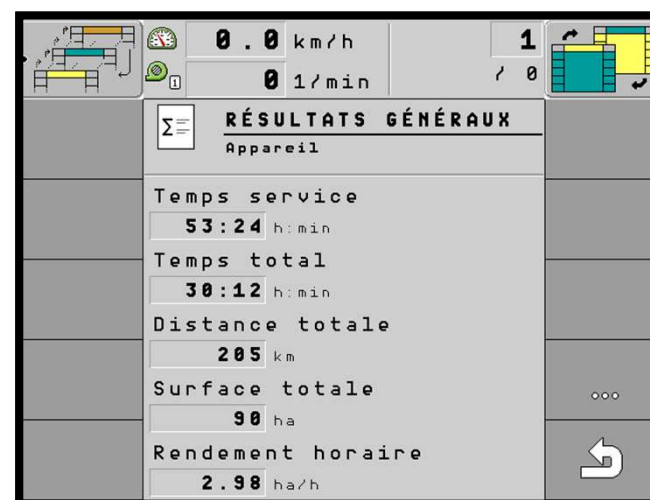 0.0 km/h
1
1
0 1/min
/ 0
Σ RÉSULTATS GÉNÉRAUX
Appareil
Temps service
53:24 h:min
Temps total
30:12 h:min
Distance totale
205 km
Surface totale
90 ha
Rendement horaire
2.98 ha/h